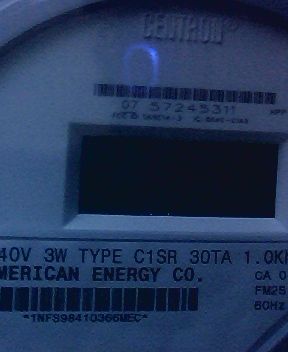 CENTRON
07 57245311
40V 3W TYPE C1SR 30TA 1.0K
MERICAN ENERGY CO.
CA 0
FM2S
60Hz
*1NFS98410366MEC*